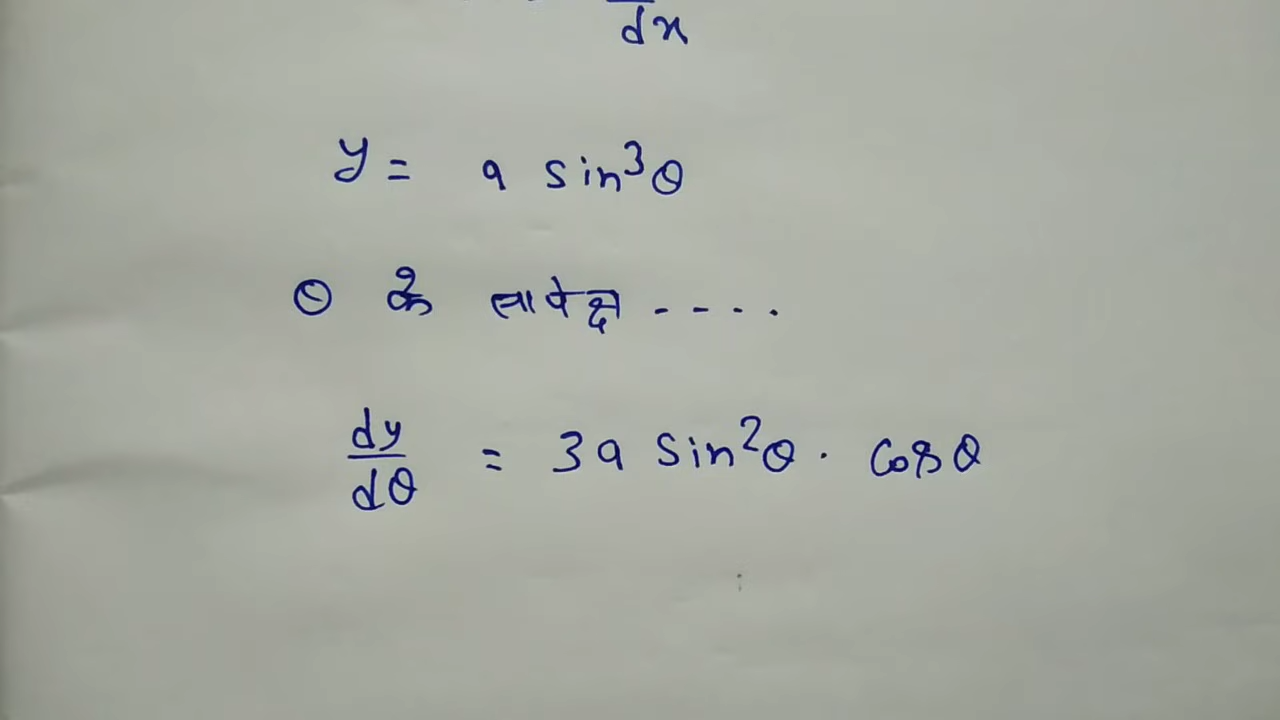 dx
y = a sin³θ
θ के सापेक्ष - - - -
dy/dθ = 3a sin²θ . cosθ